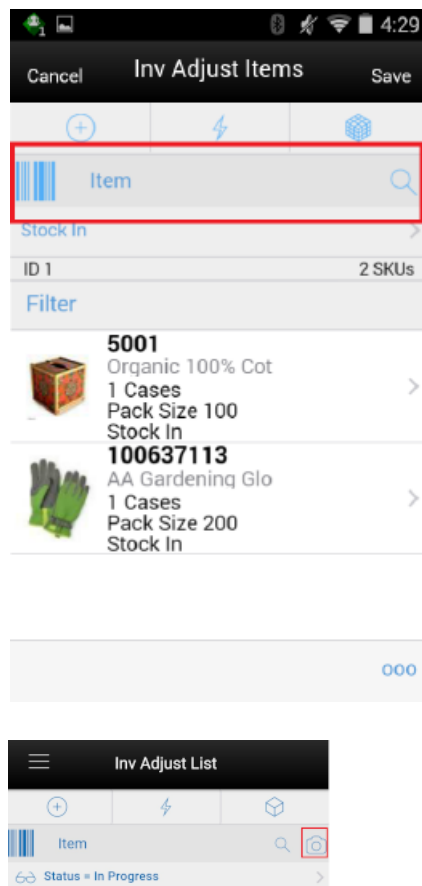 1 4:29
Cancel Inv Adjust Items Save
Item
Stock In
ID 1 2 SKUs
Filter
5001
Organic 100% Cot
1 Cases
Pack Size 100
Stock In
100637113
AA Gardening Glo
1 Cases
Pack Size 200
Stock In
ooo
Inv Adjust List
Item
Status = In Progress